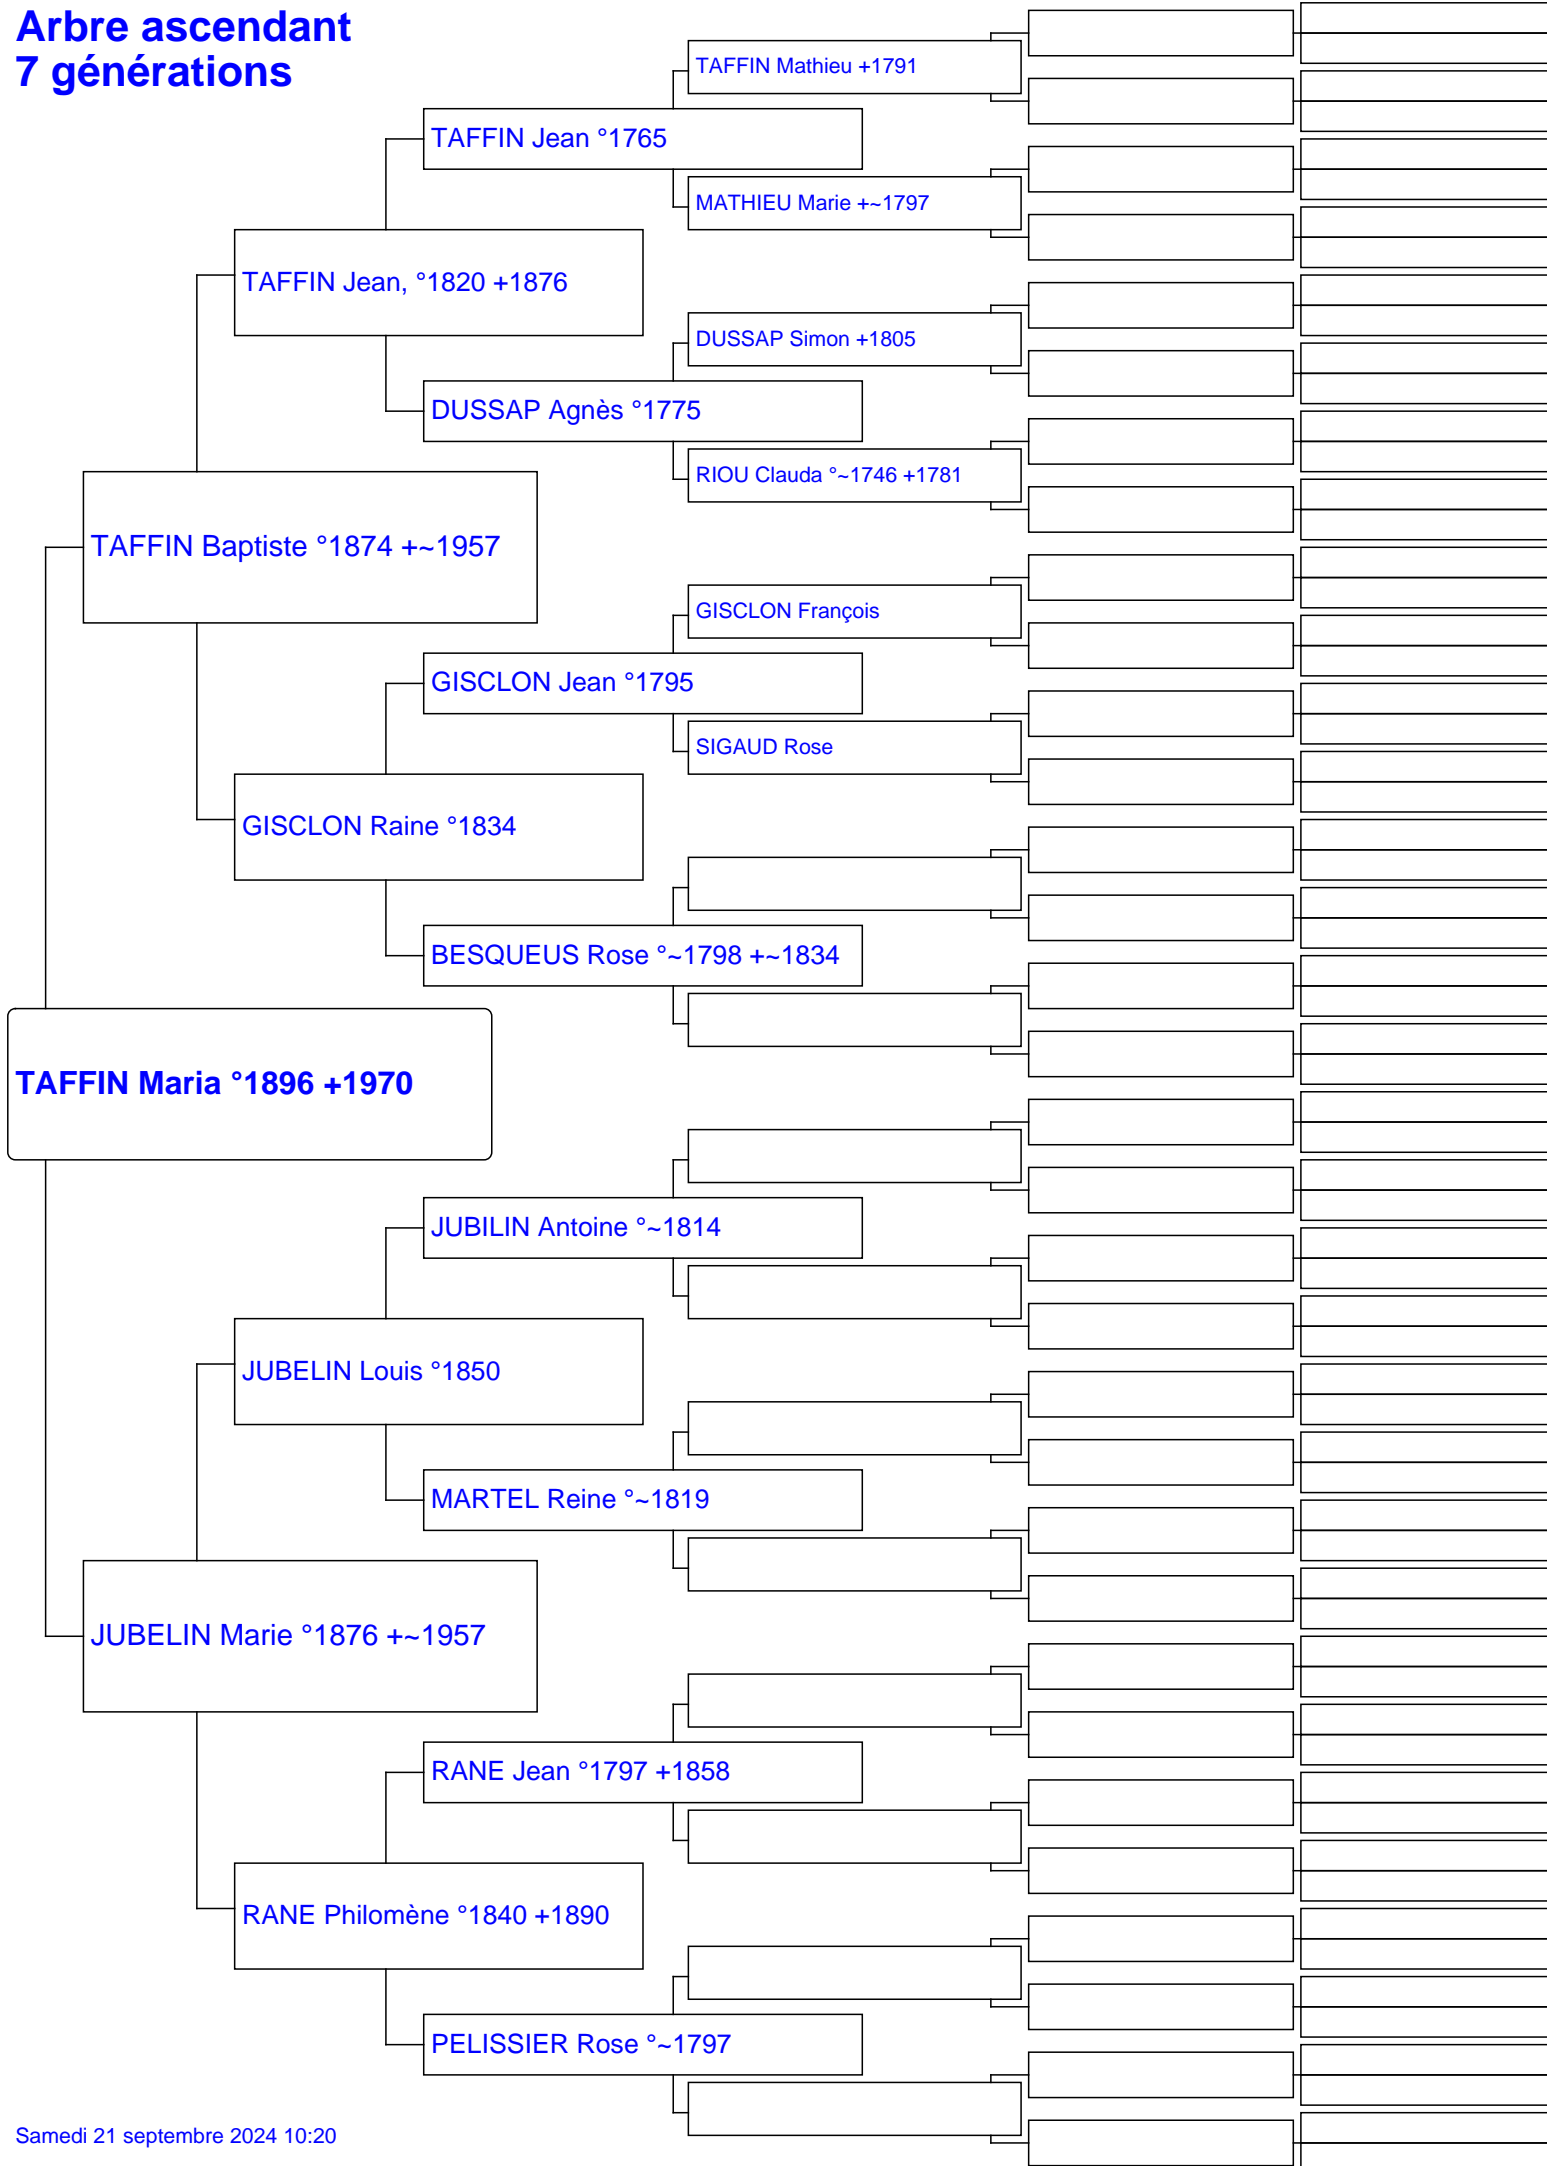 Arbre ascendant
7 générations
TAFFIN Mathieu +1791
TAFFIN Jean °1765
MATHIEU Marie +~1797
TAFFIN Jean, °1820 +1876
DUSSAP Simon +1805
DUSSAP Agnès °1775
RIOU Clauda °~1746 +1781
TAFFIN Baptiste °1874 +~1957
GISCLON François
GISCLON Jean °1795
SIGAUD Rose
GISCLON Raine °1834
BESQUEUS Rose °~1798 +~1834
TAFFIN Maria °1896 +1970
JUBILIN Antoine °~1814
JUBELIN Louis °1850
MARTEL Reine °~1819
JUBELIN Marie °1876 +~1957
RANE Jean °1797 +1858
RANE Philomène °1840 +1890
PELISSIER Rose °~1797
Samedi 21 septembre 2024 10:20